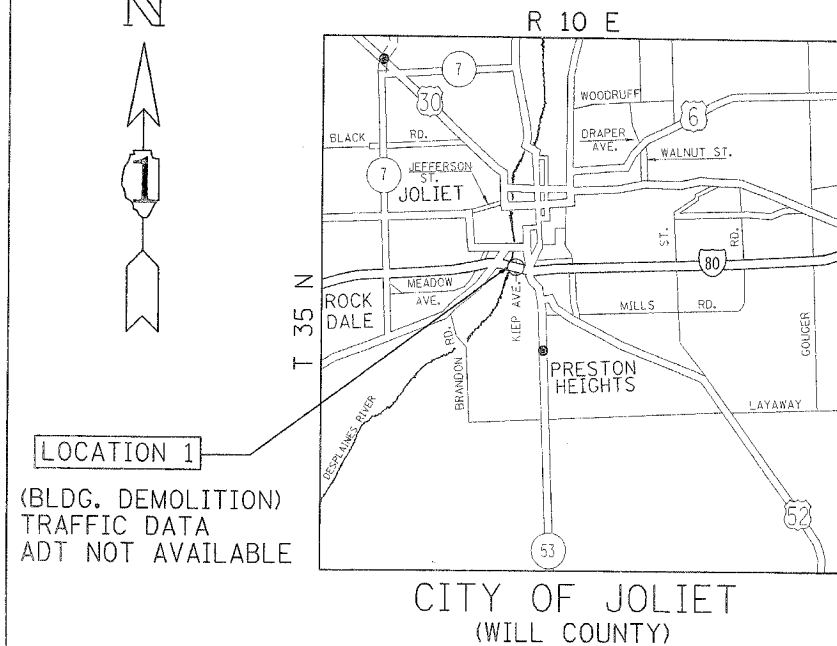 N
1
R 10 E
7
30
WOODRUFF
6
DRAPER
AVE.
BLACK RD.
WALNUT ST.
JEFFERSON
ST.
7
JOLIET
ST.
RD.
80
T 35 N
MEADOW
AVE.
ROCK
DALE
KIEP AVE.
MILLS RD.
GOUGER
BRANDON RD.
PRESTON
HEIGHTS
LAYAWAY
DESPLAINES RIVER
52
53
LOCATION 1
(BLDG. DEMOLITION)
TRAFFIC DATA
ADT NOT AVAILABLE
CITY OF JOLIET
(WILL COUNTY)